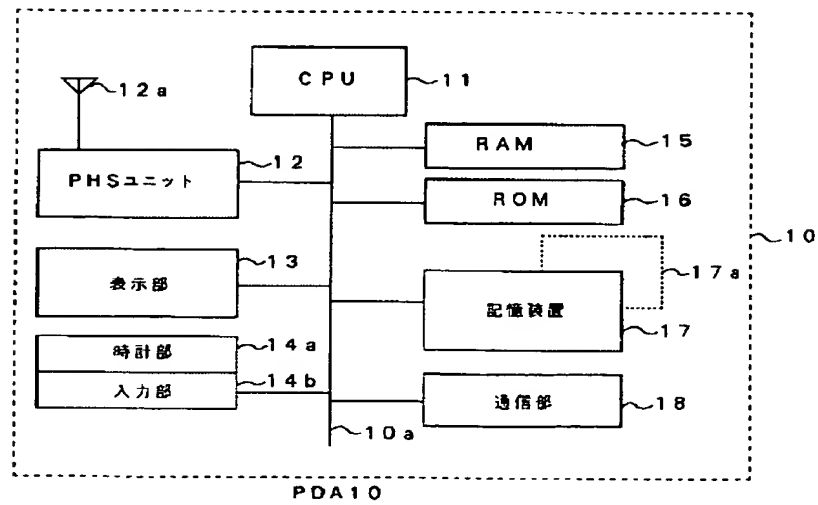 CPU
11
12a
PHSユニット
12
RAM
15
ROM
16
10
表示部
13
17a
記憶装置
17
時計部
14a
入力部
14b
通信部
18
10a
PDA10